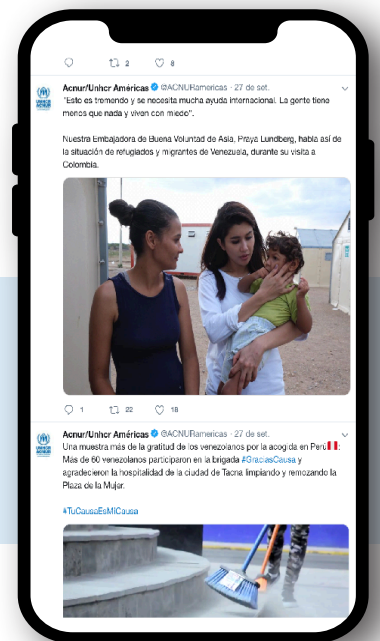 2 8
Acnur/Unhcr Américas @ACNURamericas · 27 de set.
"Esto es tremendo y se necesita mucha ayuda internacional. La gente tiene
menos que nada y viven con miedo".
Nuestra Embajadora de Buena Voluntad de Asia, Praya Lundberg, habla así de
la situación de refugiados y migrantes de Venezuela, durante su visita a
Colombia.
1 22 18
Acnur/Unhcr Américas @ACNURamericas · 27 de set.
Una muestra más de la gratitud de los venezolanos por la acogida en Perú🇵🇪:
Más de 60 venezolanos participaron en la brigada #GraciasCausa y
agradecieron la hospitalidad de la ciudad de Tacna limpiando y remozando la
Plaza de la Mujer.
#TuCausaEsMiCausa